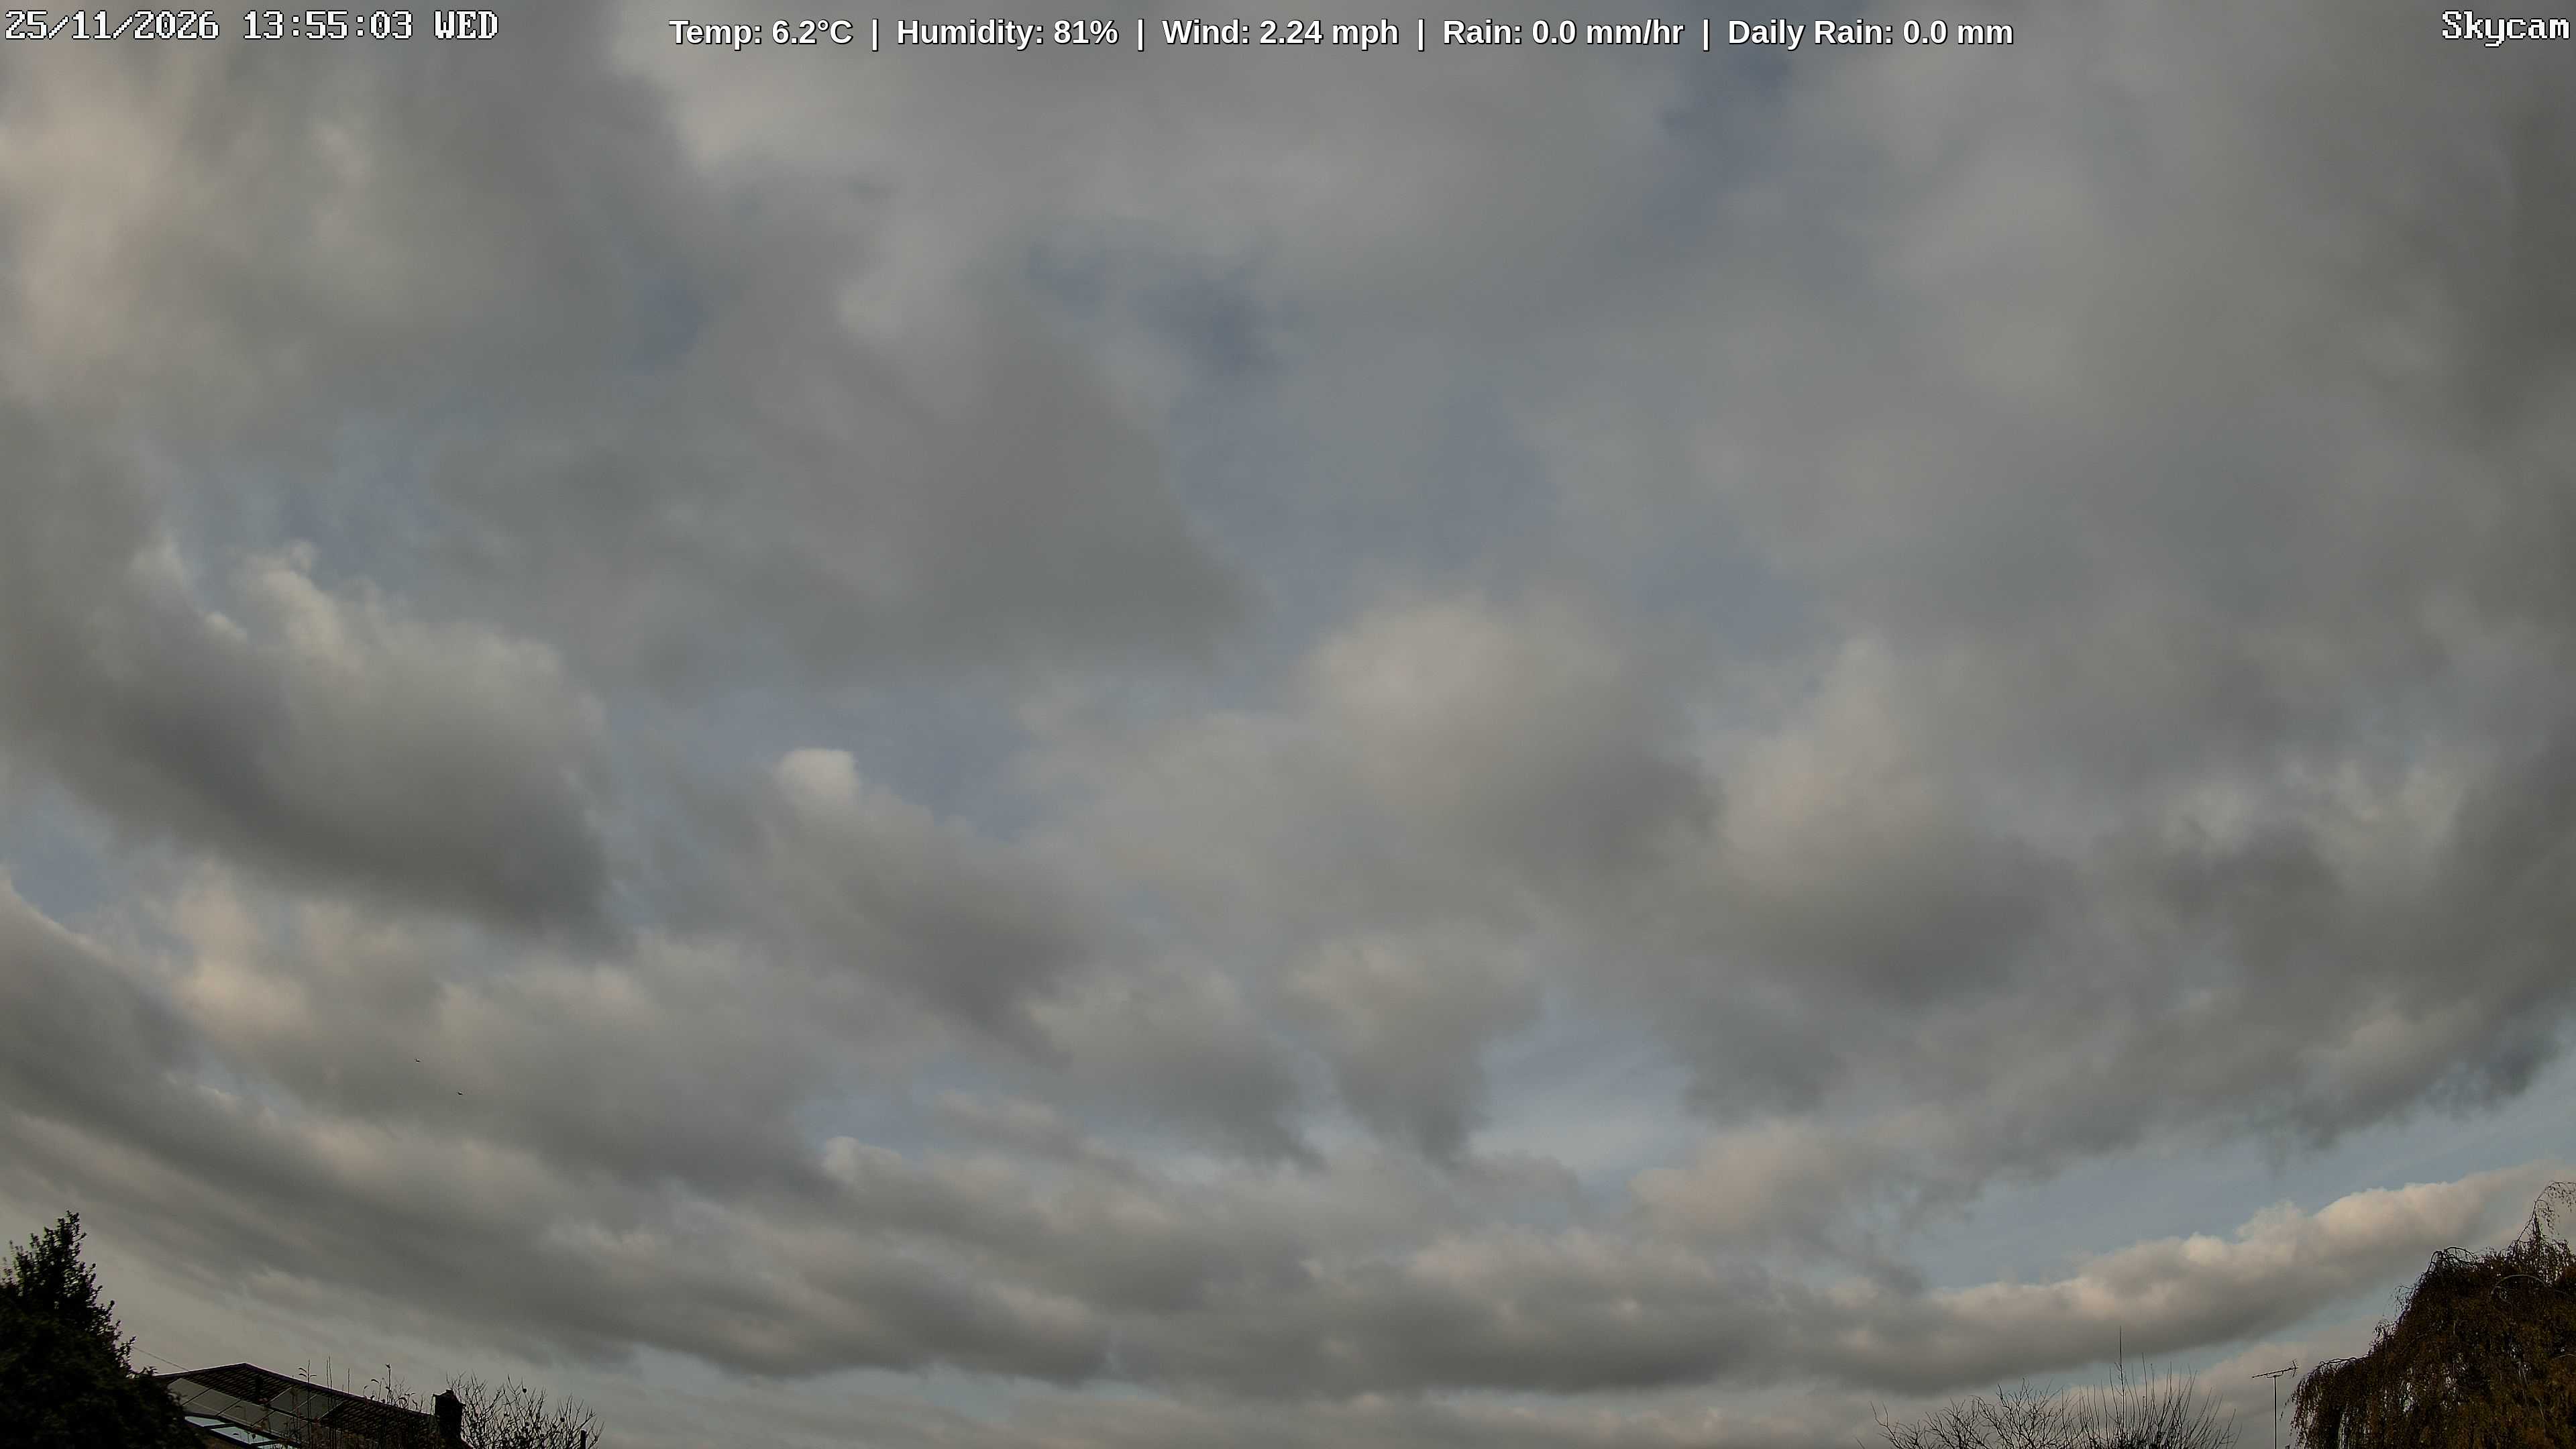 25/11/2026 13:55:03 WED
Temp: 6.2°C | Humidity: 81% | Wind: 2.24 mph | Rain: 0.0 mm/hr | Daily Rain: 0.0 mm
Skycam